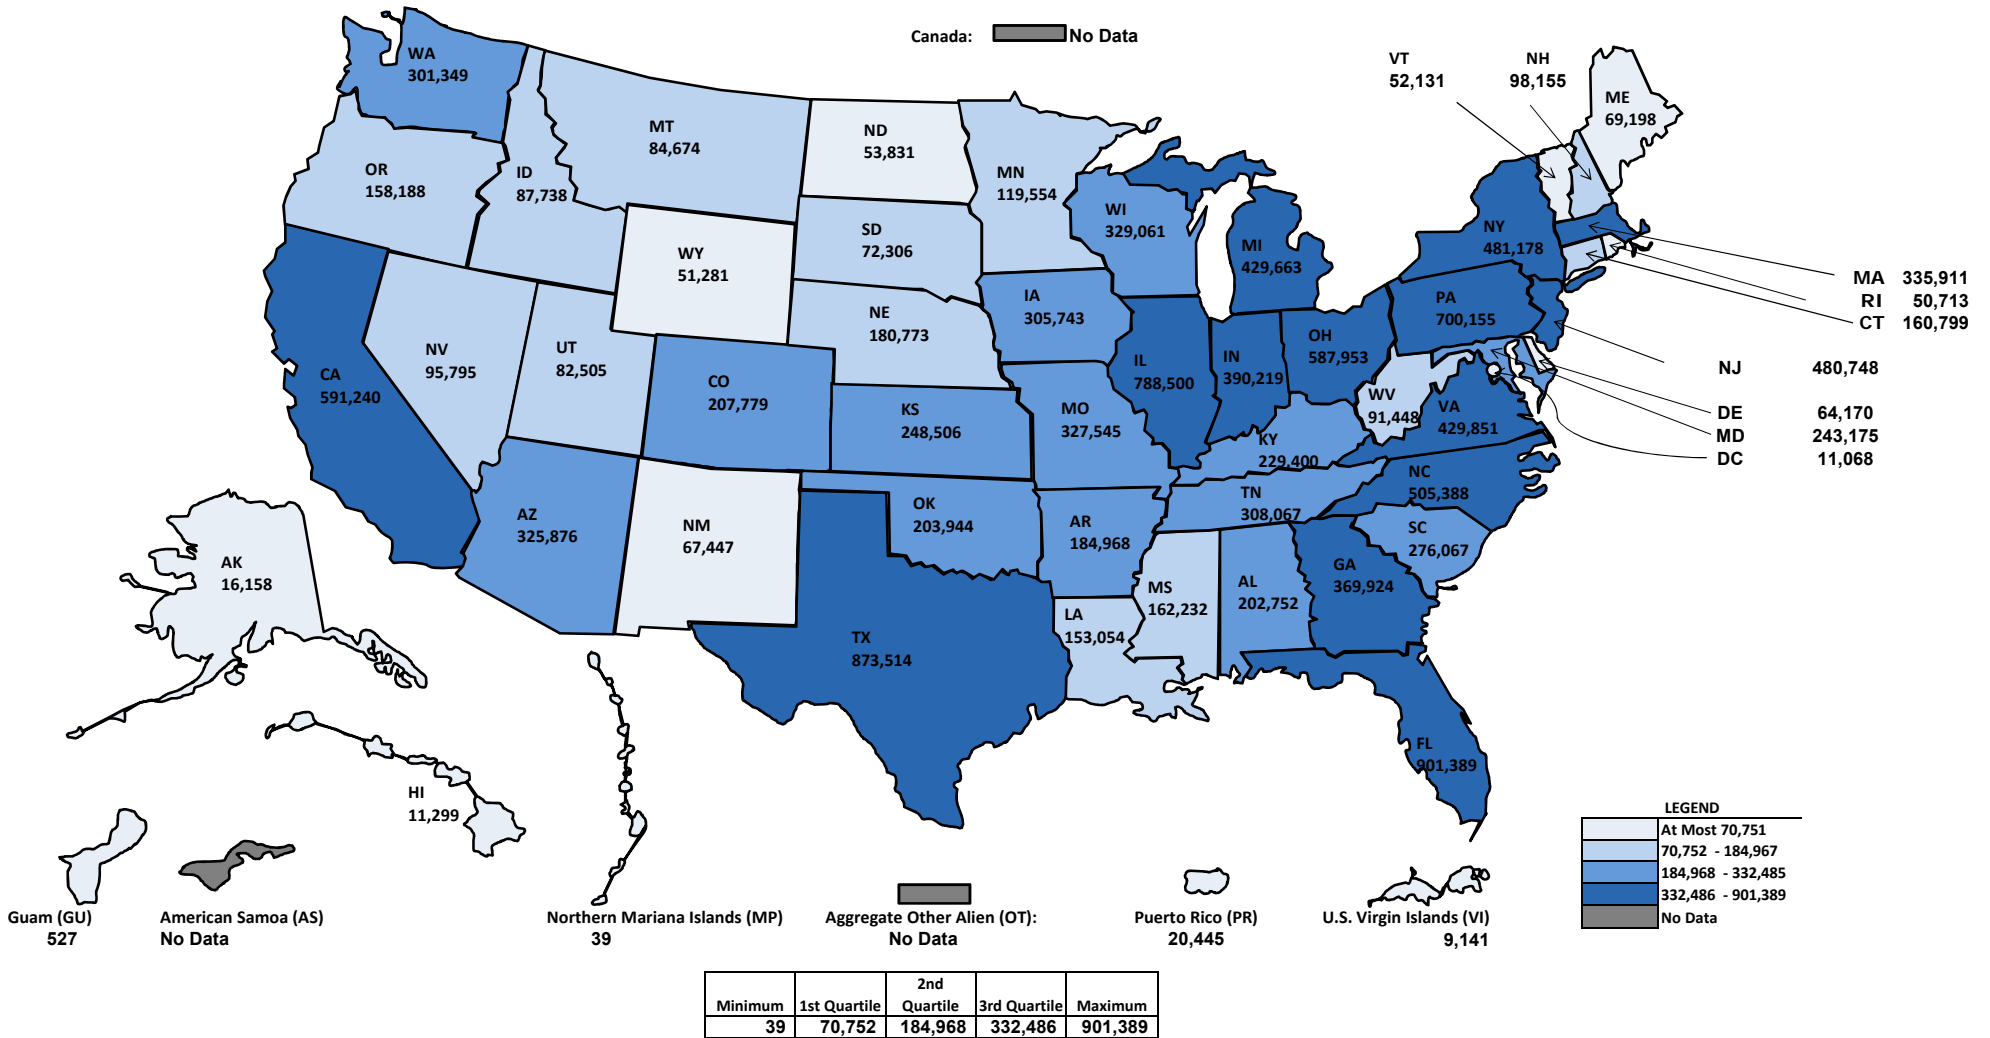 Canada: No Data
VT
52,131
NH
98,155
WA
301,349
ME
69,198
MT
84,674
ND
53,831
OR
158,188
ID
87,738
MN
119,554
WI
329,061
SD
72,306
NY
481,178
MI
429,663
WY
51,281
MA 335,911
RI 50,713
CT 160,799
IA
305,743
PA
700,155
NE
180,773
NV
95,795
UT
82,505
OH
587,953
IL
788,500
IN
390,219
NJ 480,748
CA
591,240
CO
207,779
KS
248,506
MO
327,545
WV
91,448
VA
429,851
DE 64,170
MD 243,175
DC 11,068
KY
229,400
NC
505,388
AZ
325,876
NM
67,447
OK
203,944
AR
184,968
TN
308,067
SC
276,067
AK
16,158
MS
162,232
AL
202,752
GA
369,924
LA
153,054
TX
873,514
FL
901,389
HI
11,299
LEGEND
At Most 70,751
70,752 - 184,967
184,968 - 332,485
332,486 - 901,389
No Data
Guam (GU)
527
American Samoa (AS)
No Data
Northern Mariana Islands (MP)
39
Aggregate Other Alien (OT):
No Data
Puerto Rico (PR)
20,445
U.S. Virgin Islands (VI)
9,141
2nd
Minimum 1st Quartile Quartile 3rd Quartile Maximum
39 70,752 184,968 332,486 901,389